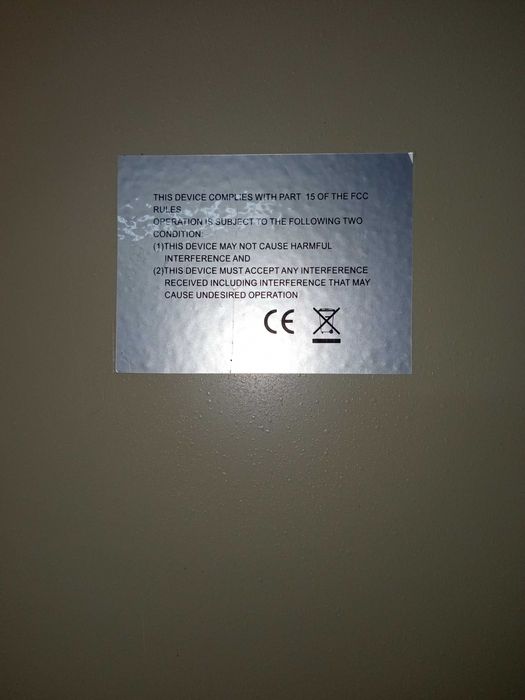 THIS DEVICE COMPLIES WITH PART 15 OF THE FCC
RULES
OPERATION IS SUBJECT TO THE FOLLOWING TWO
CONDITION:
(1)THIS DEVICE MAY NOT CAUSE HARMFUL
INTERFERENCE AND
(2)THIS DEVICE MUST ACCEPT ANY INTERFERENCE
RECEIVED INCLUDING INTERFERENCE THAT MAY
CAUSE UNDESIRED OPERATION
CE